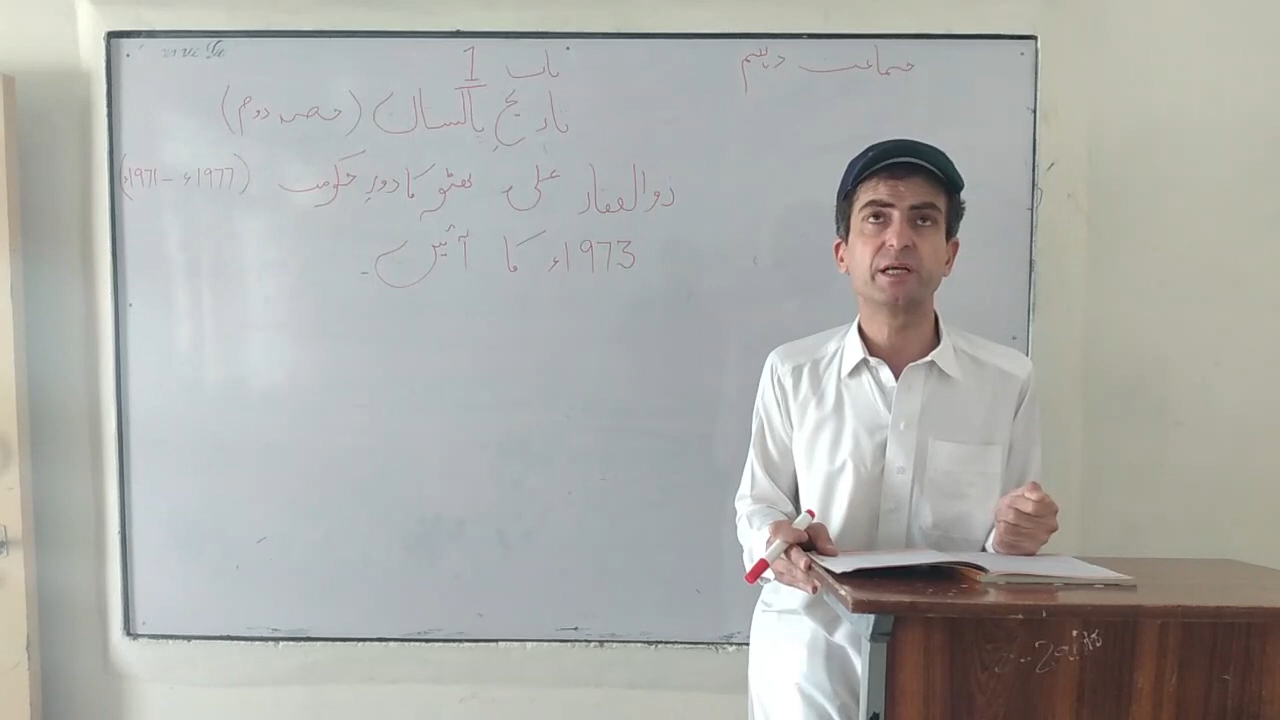 جماعت دہم
باب 1
تاریخِ پاکستان (حصہ دوم)
ذوالفقار علی بھٹو کا دورِ حکومت (1971ء – 1977ء)
1973ء کا آئین۔